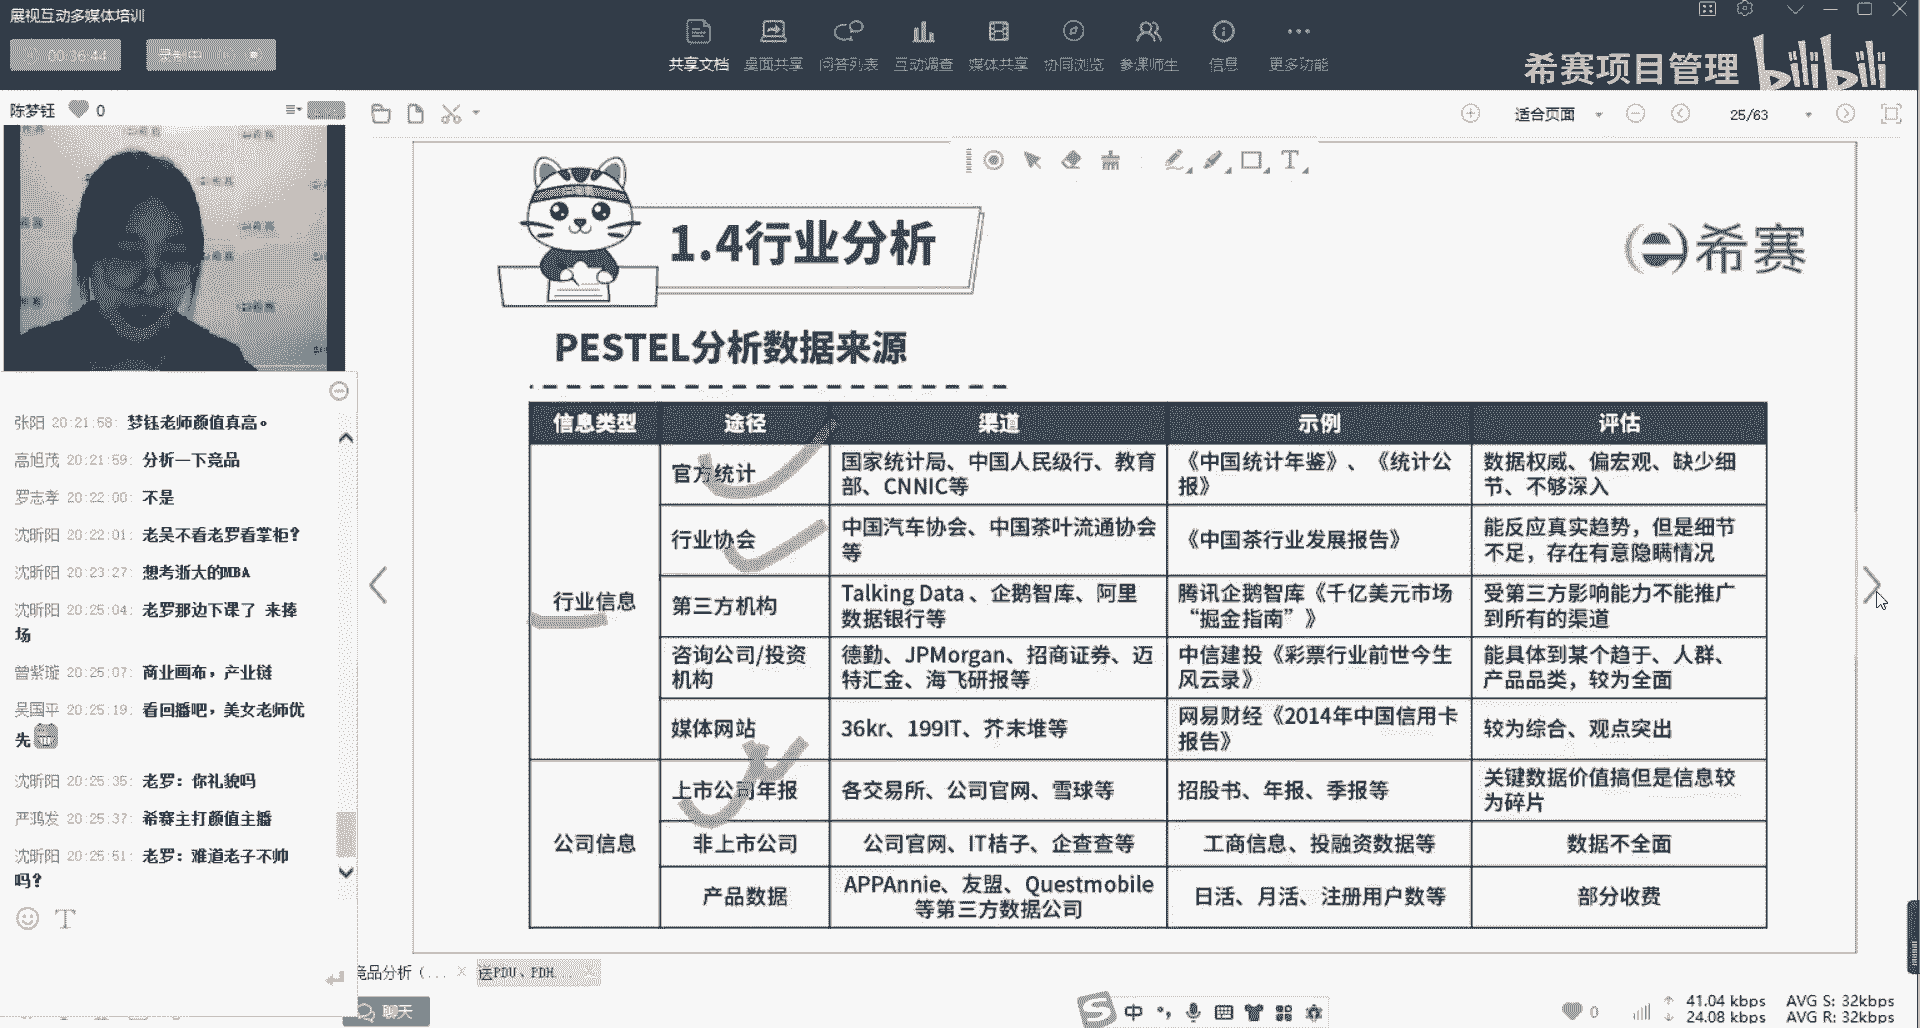 展视互动多媒体培训
00:36:44
录制中
共享文档
桌面共享
问答列表
互动调查
媒体共享
协同浏览
参课师生
信息
更多功能
希赛项目管理
bilibili
陈梦钰
0
适合页面
25/63
张阳 20:21:58: 梦钰老师颜值真高。
高旭茂 20:21:59: 分析一下竞品
罗志孝 20:22:00: 不是
沈昕阳 20:22:01: 老吴不看老罗看掌柜?
沈昕阳 20:23:27: 想考浙大的MBA
沈昕阳 20:25:04: 老罗那边下课了 来捧
场
曾紫璇 20:25:07: 商业画布，产业链
吴国平 20:25:19: 看回播吧，美女老师优
先
沈昕阳 20:25:35: 老罗：你礼貌吗
严鸿发 20:25:37: 希赛主打颜值主播
沈昕阳 20:25:51: 老罗：难道老子不帅
吗?
1.4行业分析
希赛
PESTEL分析数据来源
信息类型
途径
渠道
示例
评估
行业信息
官方统计
国家统计局、中国人民级行、教育
部、CNNIC等
《中国统计年鉴》、《统计公
报》
数据权威、偏宏观、缺少细
节、不够深入
行业协会
中国汽车协会、中国茶叶流通协会
等
《中国茶行业发展报告》
能反应真实趋势，但是细节
不足，存在有意隐瞒情况
第三方机构
Talking Data 、企鹅智库、阿里
数据银行等
腾讯企鹅智库《千亿美元市场
“掘金指南”》
受第三方影响能力不能推广
到所有的渠道
咨询公司/投资
机构
德勤、JPMorgan、招商证券、迈
特汇金、海飞研报等
中信建投《彩票行业前世今生
风云录》
能具体到某个趋于、人群、
产品品类，较为全面
媒体网站
36kr、199IT、芥末堆等
网易财经《2014年中国信用卡
报告》
较为综合、观点突出
公司信息
上市公司年报
各交易所、公司官网、雪球等
招股书、年报、季报等
关键数据价值搞但是信息较
为碎片
非上市公司
公司官网、IT桔子、企查查等
工商信息、投融资数据等
数据不全面
产品数据
APPAnnie、友盟、Questmobile
等第三方数据公司
日活、月活、注册用户数等
部分收费
竞品分析（...
送PDU、PDH...
聊天
中
0
41.04 kbps
AVG S: 32kbps
24.08 kbps
AVG R: 32kbps